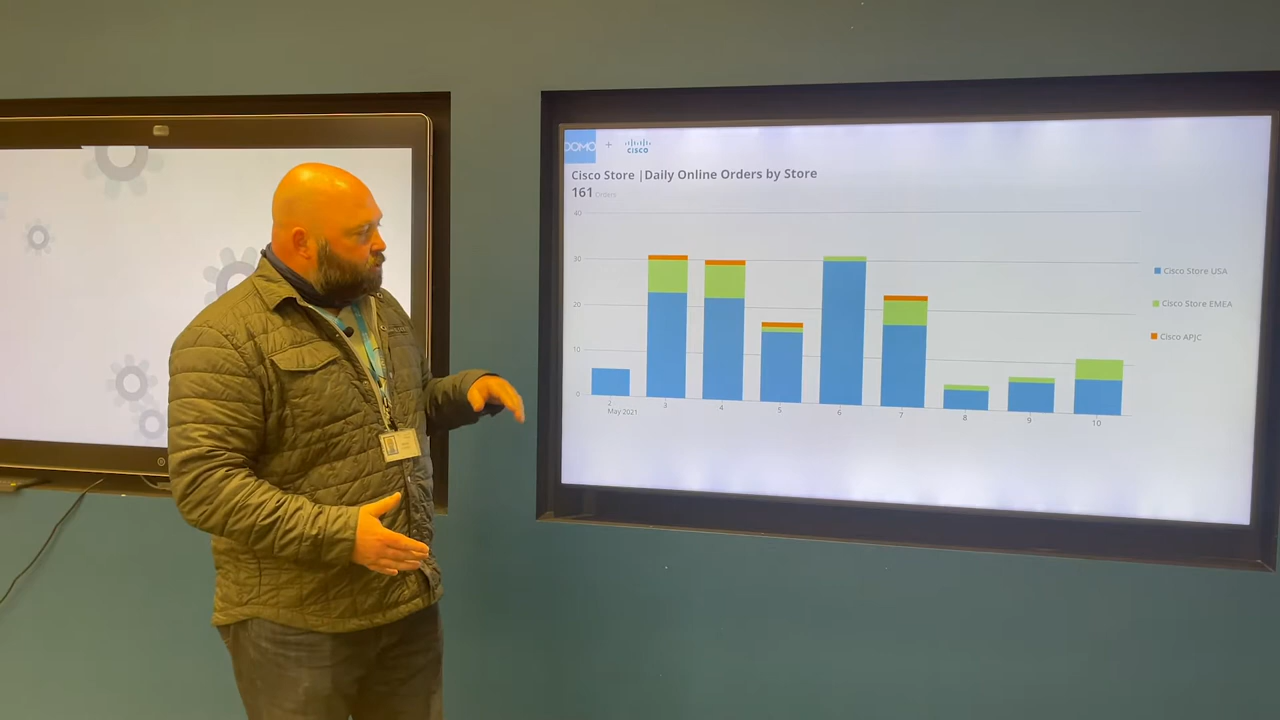 DOMO + CISCO
Cisco Store |Daily Online Orders by Store
161 Orders
40
30
20
10
0
2 3 4 5 6 7 8 9 10
May 2021
Cisco Store USA
Cisco Store EMEA
Cisco APJC